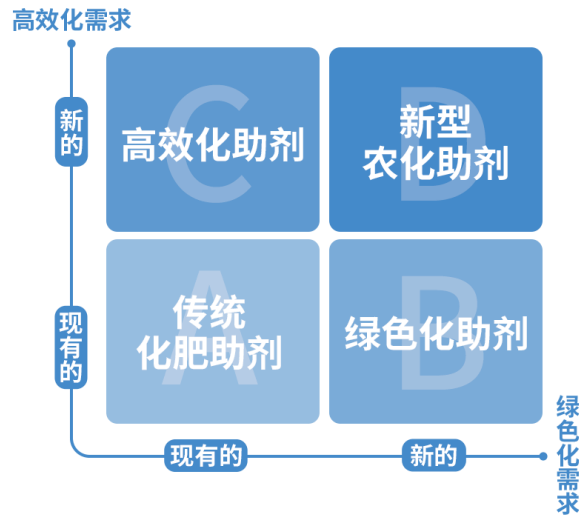 高效化需求
新的
现有的
C
高效化助剂
D
新型
农化助剂
A
传统
化肥助剂
B
绿色化助剂
现有的
新的
绿色化需求